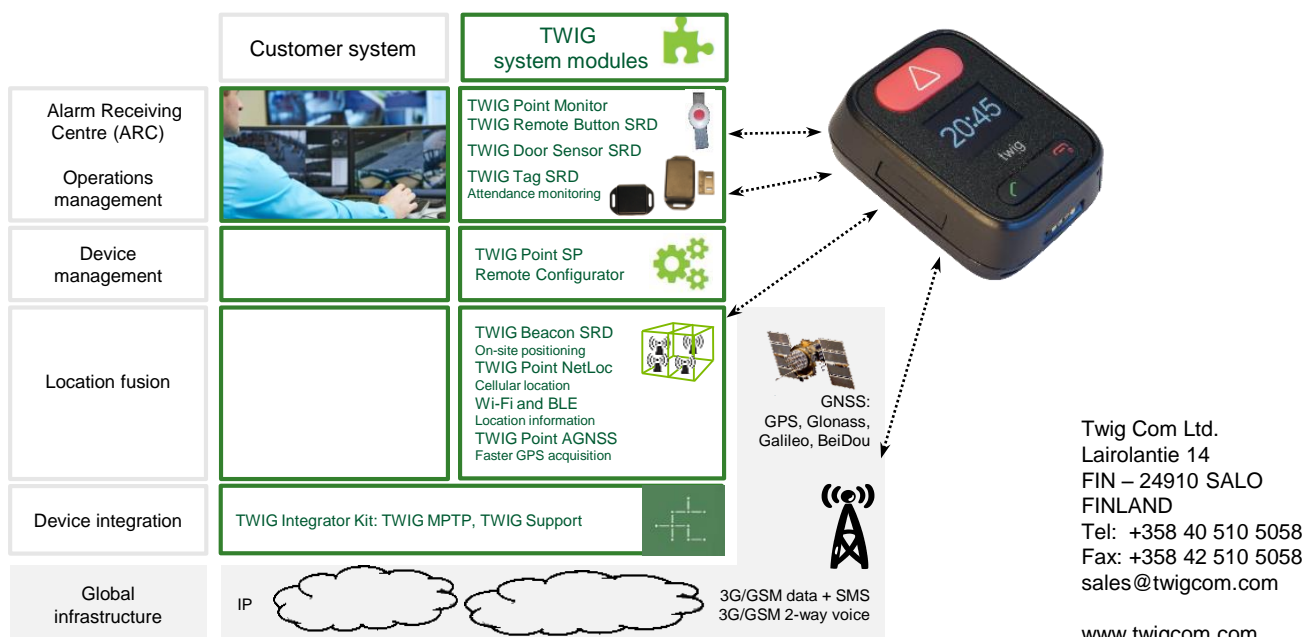 Customer system
TWIG
system modules
Alarm Receiving
Centre (ARC)
Operations
management
TWIG Point Monitor
TWIG Remote Button SRD
TWIG Door Sensor SRD
TWIG Tag SRD
Attendance monitoring
20:45
twig
Device
management
TWIG Point SP
Remote Configurator
Location fusion
TWIG Beacon SRD
On-site positioning
TWIG Point NetLoc
Cellular location
Wi-Fi and BLE
Location information
TWIG Point AGNSS
Faster GPS acquisition
GNSS:
GPS, Glonass,
Galileo, BeiDou
Device integration
TWIG Integrator Kit: TWIG MPTP, TWIG Support
Global
infrastructure
IP
3G/GSM data + SMS
3G/GSM 2-way voice
Twig Com Ltd.
Lairolantie 14
FIN – 24910 SALO
FINLAND
Tel: +358 40 510 5058
Fax: +358 42 510 5058
sales@twigcom.com
www.twigcom.com